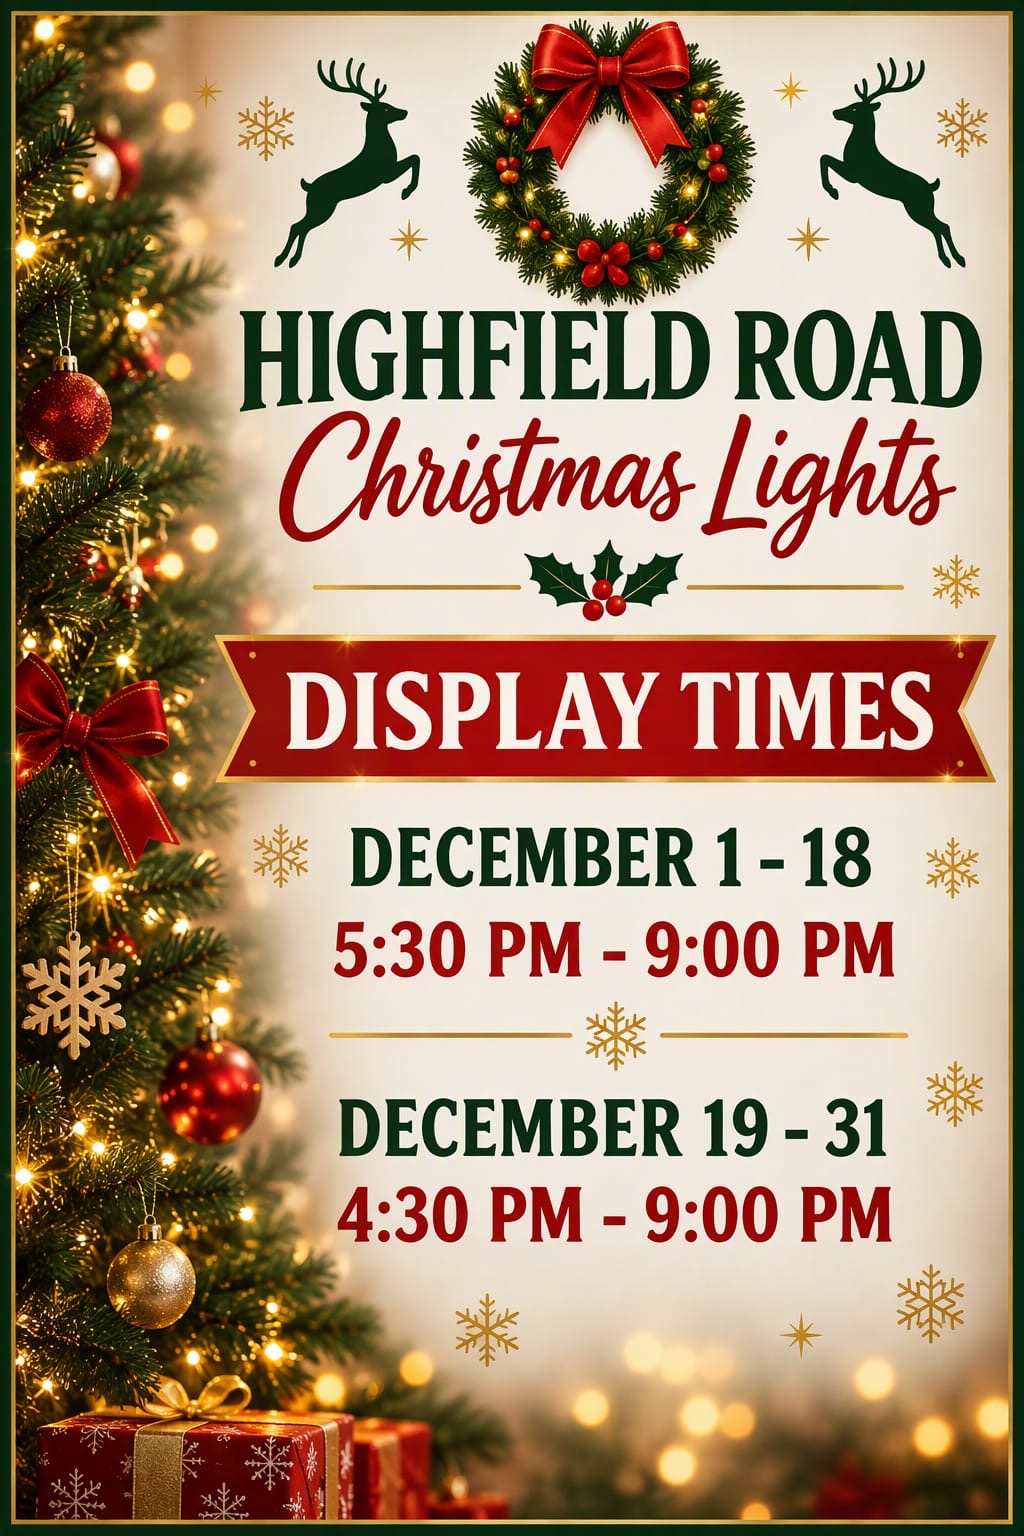 HIGHFIELD ROAD
Christmas Lights
DISPLAY TIMES
DECEMBER 1 - 18
5:30 PM - 9:00 PM
DECEMBER 19 - 31
4:30 PM - 9:00 PM